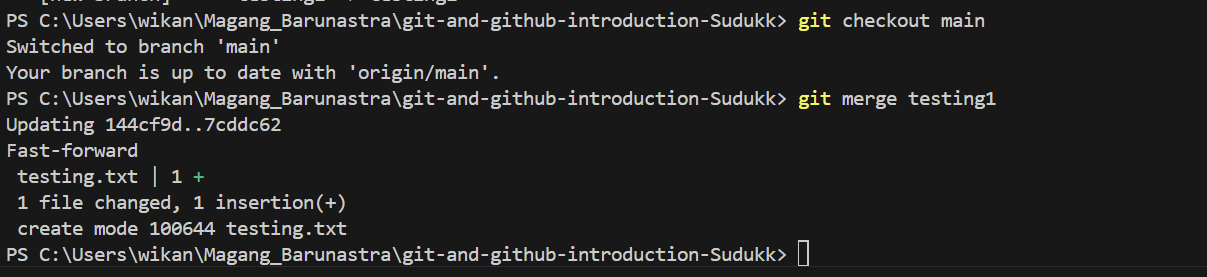 PS C:\Users\wikan\Magang_Barunastra\git-and-github-introduction-Sudukk> git checkout main
Switched to branch 'main'
Your branch is up to date with 'origin/main'.
PS C:\Users\wikan\Magang_Barunastra\git-and-github-introduction-Sudukk> git merge testing1
Updating 144cf9d..7cddc62
Fast-forward
 testing.txt | 1 +
 1 file changed, 1 insertion(+)
 create mode 100644 testing.txt
PS C:\Users\wikan\Magang_Barunastra\git-and-github-introduction-Sudukk>